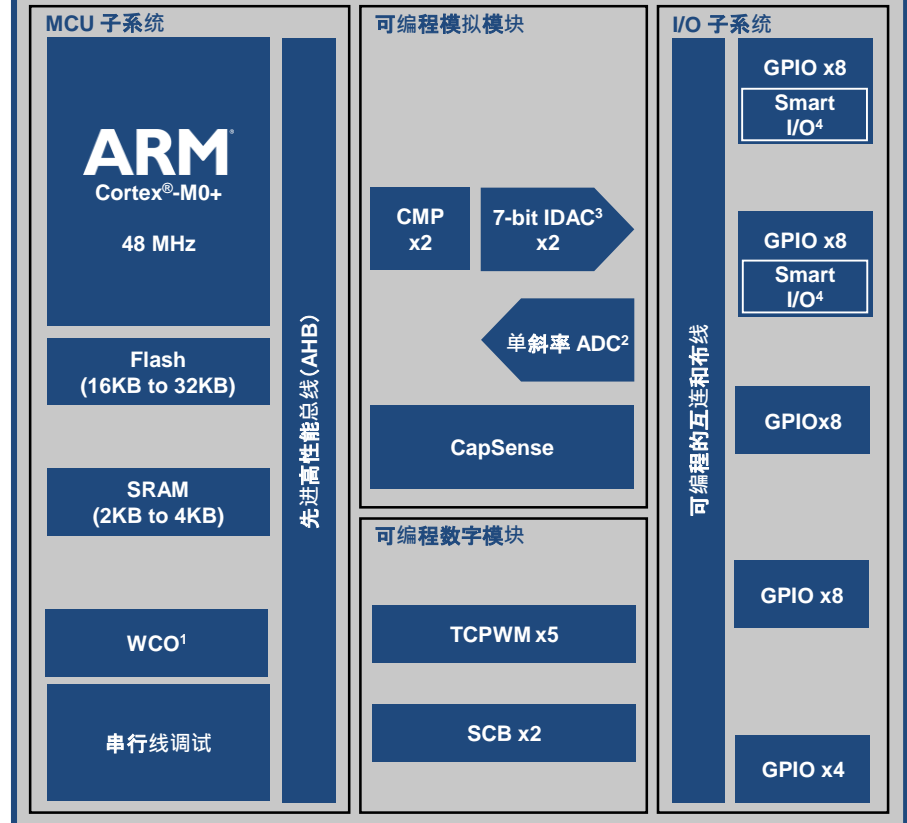 MCU 子系统
ARM®
Cortex®-M0+
48 MHz
Flash
(16KB to 32KB)
SRAM
(2KB to 4KB)
WCO¹
串行线调试
先进高性能总线(AHB)
可编程模拟模块
CMP
x2
7-bit IDAC³
x2
单斜率 ADC²
CapSense
可编程数字模块
TCPWM x5
SCB x2
I/O 子系统
可编程的互连和布线
GPIO x8
Smart
I/O⁴
GPIO x8
Smart
I/O⁴
GPIOx8
GPIO x8
GPIO x4